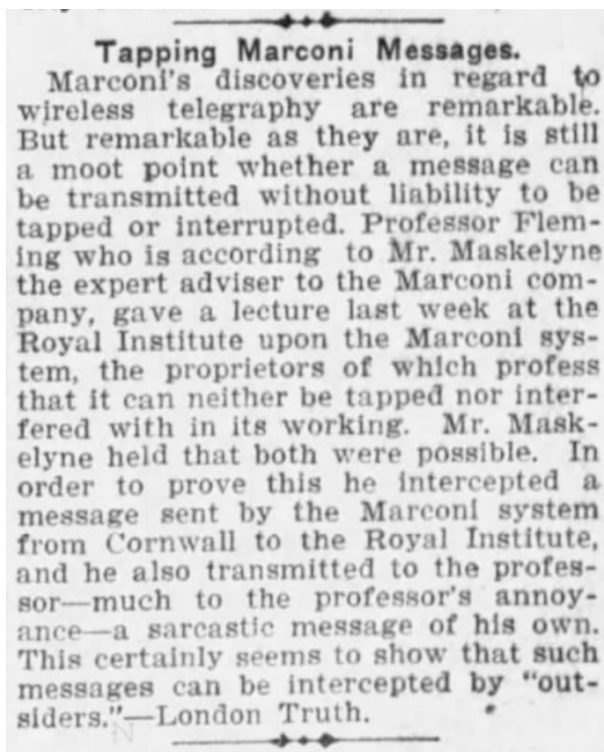 Tapping Marconi Messages.
Marconi's discoveries in regard to
wireless telegraphy are remarkable.
But remarkable as they are, it is still
a moot point whether a message can
be transmitted without liability to be
tapped or interrupted. Professor Flem-
ing who is according to Mr. Maskelyne
the expert adviser to the Marconi com-
pany, gave a lecture last week at the
Royal Institute upon the Marconi sys-
tem, the proprietors of which profess
that it can neither be tapped nor inter-
fered with in its working. Mr. Mask-
elyne held that both were possible. In
order to prove this he intercepted a
message sent by the Marconi system
from Cornwall to the Royal Institute,
and he also transmitted to the profes-
sor—much to the professor's annoy-
ance—a sarcastic message of his own.
This certainly seems to show that such
messages can be intercepted by "out-
siders."—London Truth.